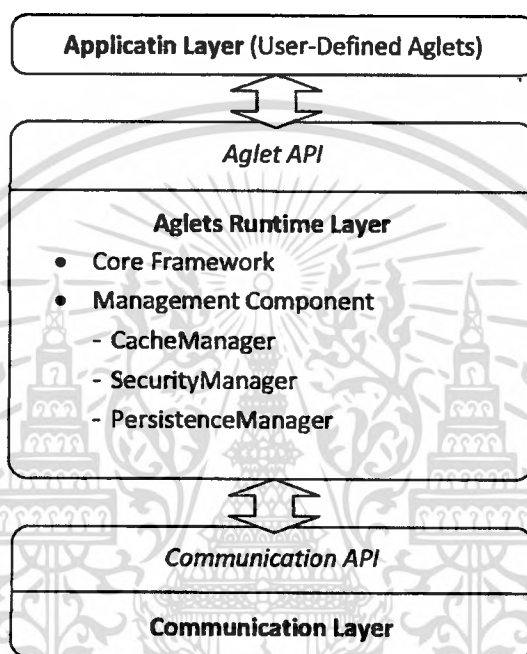 Applicatin Layer (User-Defined Aglets)
Aglet API
Aglets Runtime Layer
• Core Framework
• Management Component
- CacheManager
- SecurityManager
- PersistenceManager
Communication API
Communication Layer